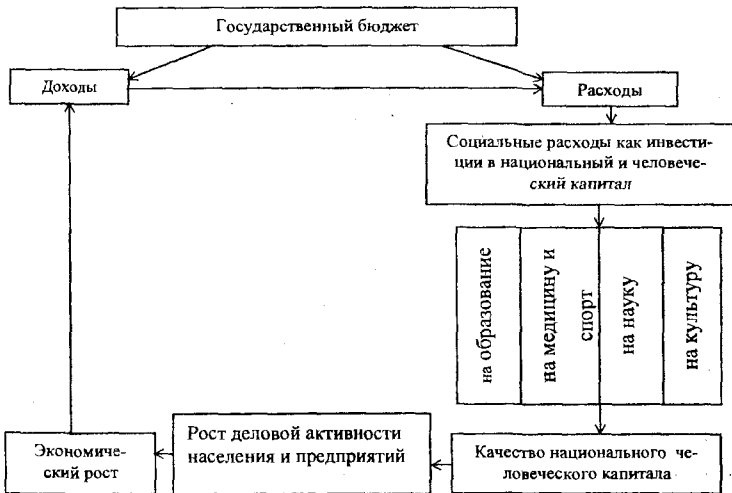 Государственный бюджет
Доходы
Расходы
Социальные расходы как инвести-
ции в национальный и человече-
ский капитал
на образование
на медицину и
спорт
на науку
на культуру
Экономиче-
ский рост
Рост деловой активности
населения и предприятий
Качество национального че-
ловеческого капитала